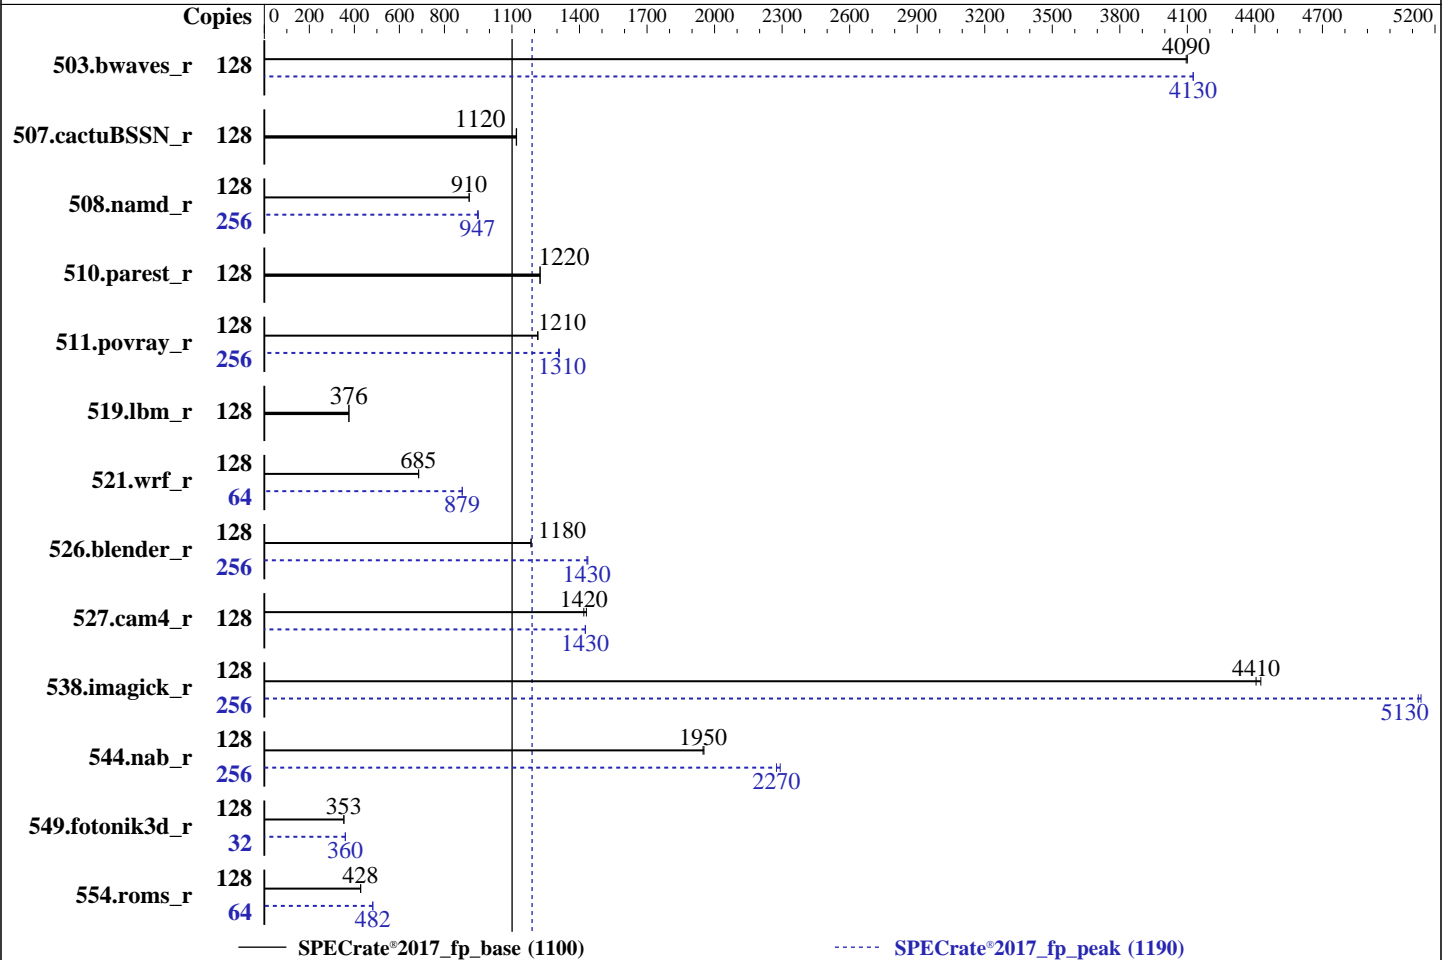 Copies 0 200 400 600 800 1100 1400 1700 2000 2300 2600 2900 3200 3500 3800 4100 4400 4700 5200
503.bwaves_r 128 4090
4130
507.cactuBSSN_r 128 1120
508.namd_r 128 910
256 947
510.parest_r 128 1220
511.povray_r 128 1210
256 1310
519.lbm_r 128 376
521.wrf_r 128 685
64 879
526.blender_r 128 1180
256 1430
527.cam4_r 128 1420
1430
538.imagick_r 128 4410
256 5130
544.nab_r 128 1950
256 2270
549.fotonik3d_r 128 353
32 360
554.roms_r 128 428
64 482
SPECrate®2017_fp_base (1100) SPECrate®2017_fp_peak (1190)